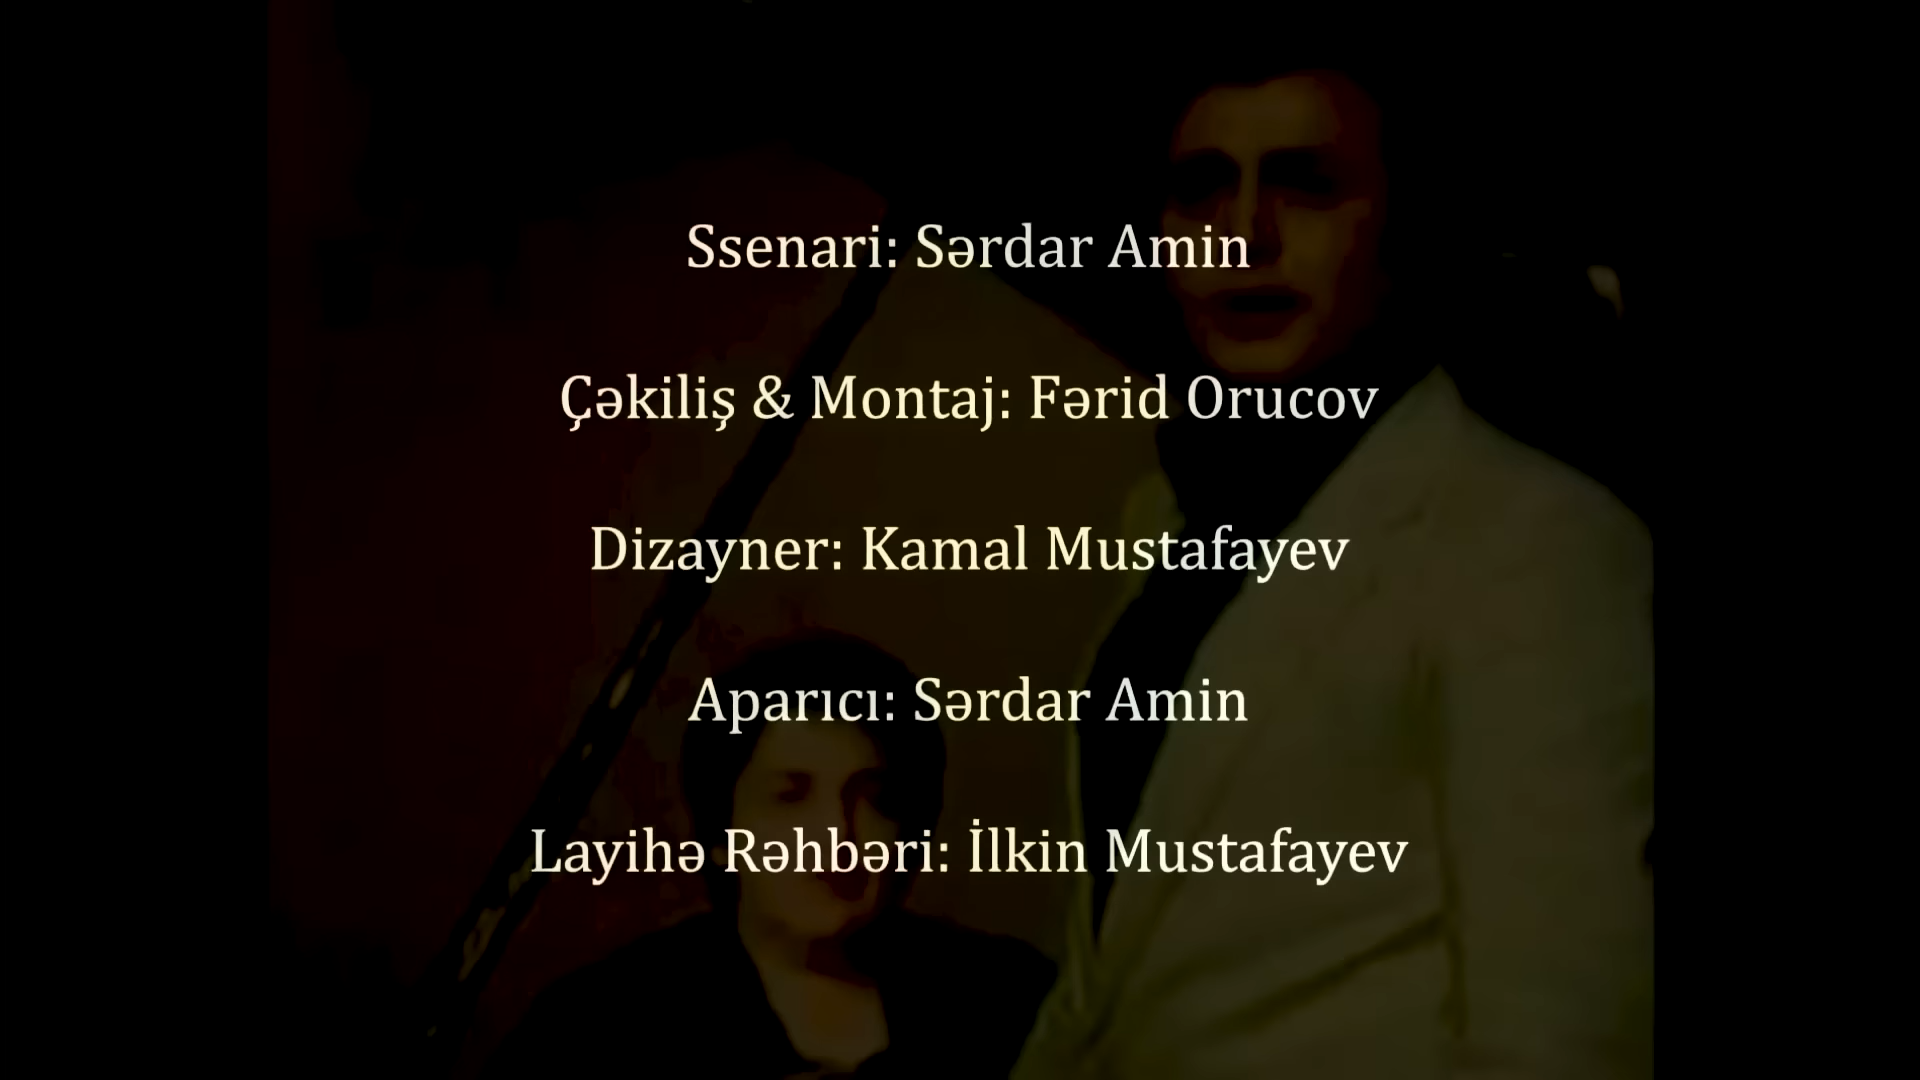 Ssenari: Sərdar Amin
Çəkiliş & Montaj: Fərid Orucov
Dizayner: Kamal Mustafayev
Aparıcı: Sərdar Amin
Layihə Rəhbəri: İlkin Mustafayev